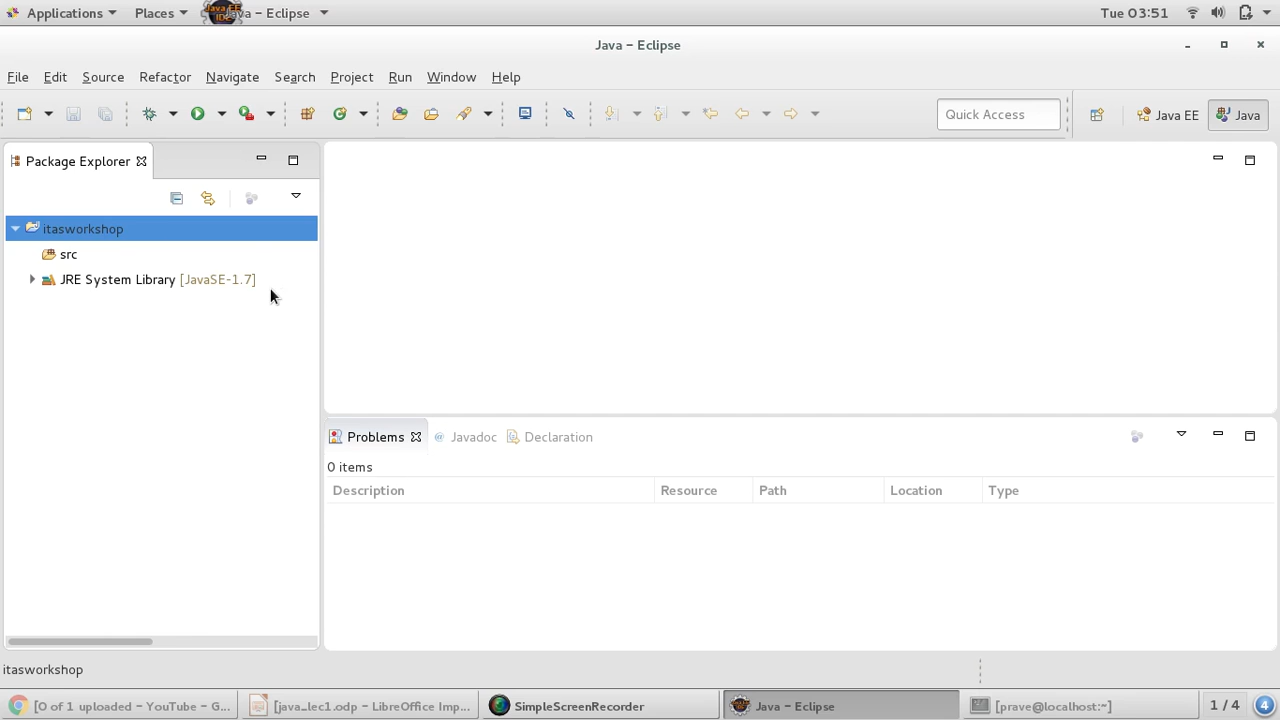 Applications Places Java – Eclipse Tue 03:51
Java – Eclipse
File Edit Source Refactor Navigate Search Project Run Window Help
Quick Access Java EE Java
Package Explorer
itasworkshop
src
JRE System Library [JavaSE-1.7]
Problems @ Javadoc Declaration
0 items
Description Resource Path Location Type
itasworkshop
[0 of 1 uploaded – YouTube – G... [java_lec1.odp – LibreOffice Imp... SimpleScreenRecorder Java – Eclipse [prave@localhost:~] 1 / 4 4